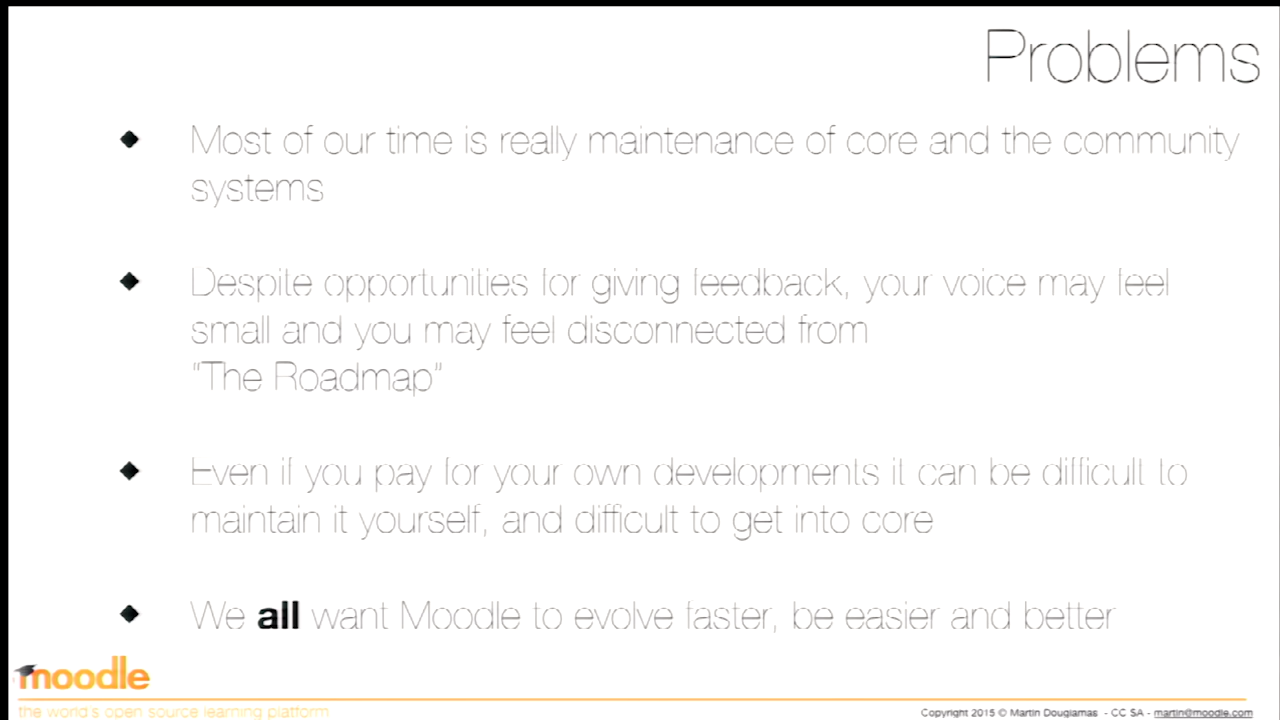 Problems
Most of our time is really maintenance of core and the community
systems
Despite opportunities for giving feedback, your voice may feel
small and you may feel disconnected from
"The Roadmap"
Even if you pay for your own developments it can be difficult to
maintain it yourself, and difficult to get into core
We all want Moodle to evolve faster, be easier and better
moodle
the world's open source learning platform
Copyright 2015 © Martin Dougiamas - CC SA - martin@moodle.com